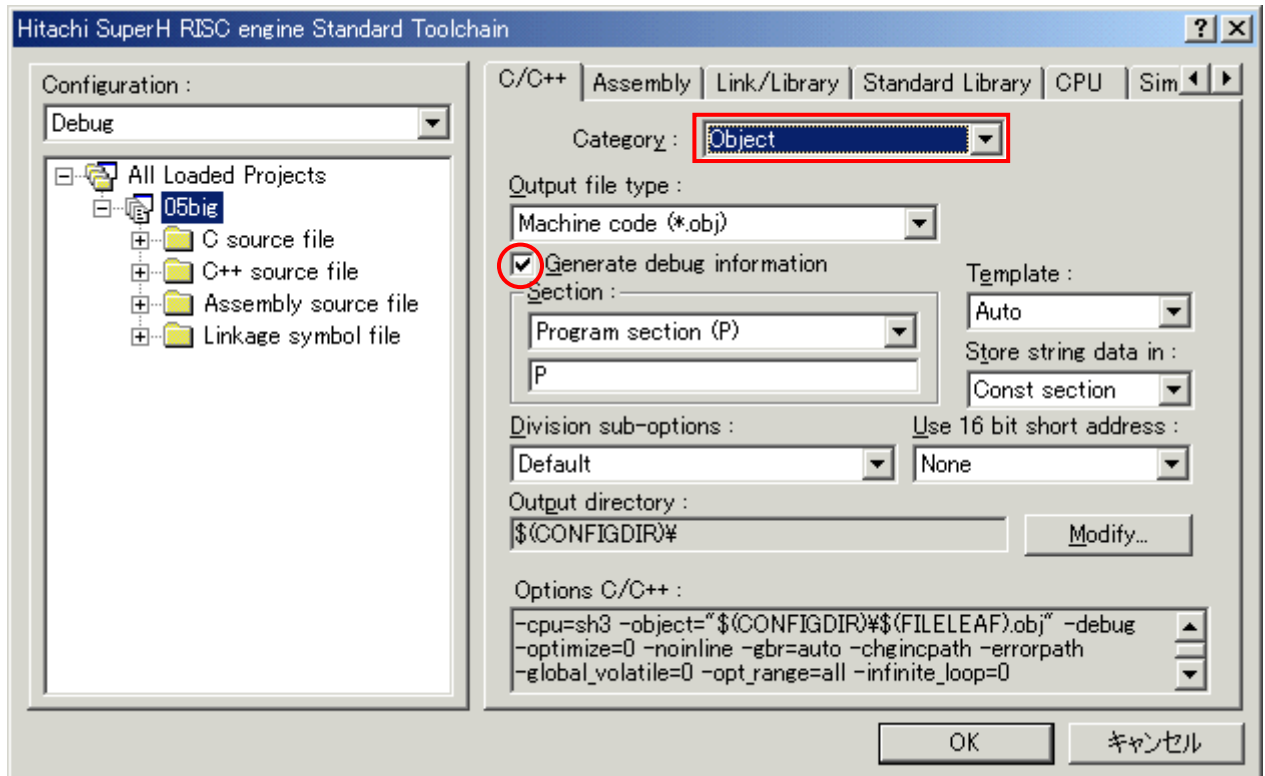 Hitachi SuperH RISC engine Standard Toolchain
Configuration :
Debug
All Loaded Projects
05big
C source file
C++ source file
Assembly source file
Linkage symbol file
C/C++ Assembly Link/Library Standard Library CPU Sim
Category : Object
Output file type :
Machine code (*.obj)
Generate debug information
Section :
Program section (P)
P
Template :
Auto
Store string data in :
Const section
Division sub-options :
Default
Use 16 bit short address :
None
Output directory :
$(CONFIGDIR)¥
Modify...
Options C/C++ :
-cpu=sh3 -object="$(CONFIGDIR)¥$(FILELEAF).obj" -debug
-optimize=0 -noinline -gbr=auto -chgincpath -errorpath
-global_volatile=0 -opt_range=all -infinite_loop=0
OK キャンセル